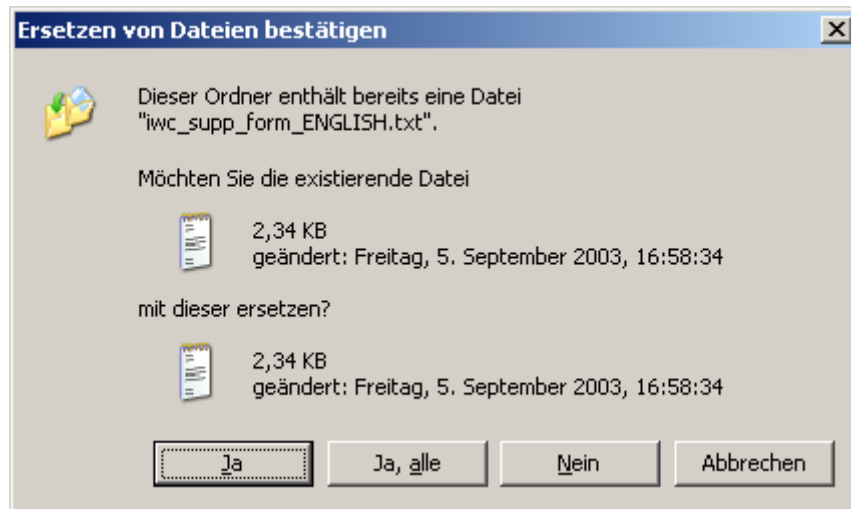 Ersetzen von Dateien bestätigen
Dieser Ordner enthält bereits eine Datei
"iwc_supp_form_ENGLISH.txt".
Möchten Sie die existierende Datei
2,34 KB
geändert: Freitag, 5. September 2003, 16:58:34
mit dieser ersetzen?
2,34 KB
geändert: Freitag, 5. September 2003, 16:58:34
Ja
Ja, alle
Nein
Abbrechen